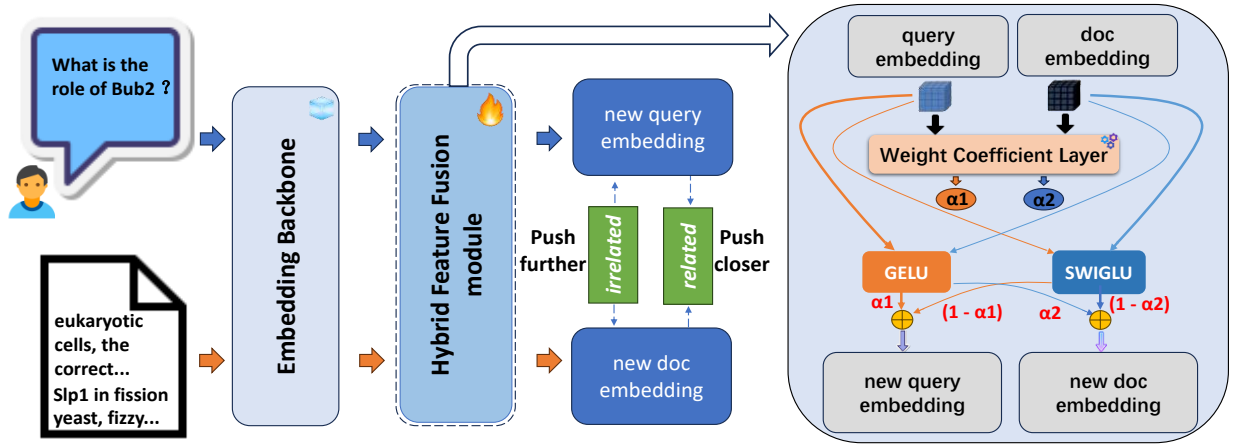 What is the
role of Bub2 ？
eukaryotic
cells, the
correct...
Slp1 in fission
yeast, fizzy...
Embedding Backbone
Hybrid Feature Fusion
module
new query
embedding
Push
further
irrelated
related
Push
closer
new doc
embedding
query
embedding
doc
embedding
Weight Coefficient Layer
α1
α2
GELU
SWIGLU
α1
(1 - α1)
α2
(1 - α2)
new query
embedding
new doc
embedding